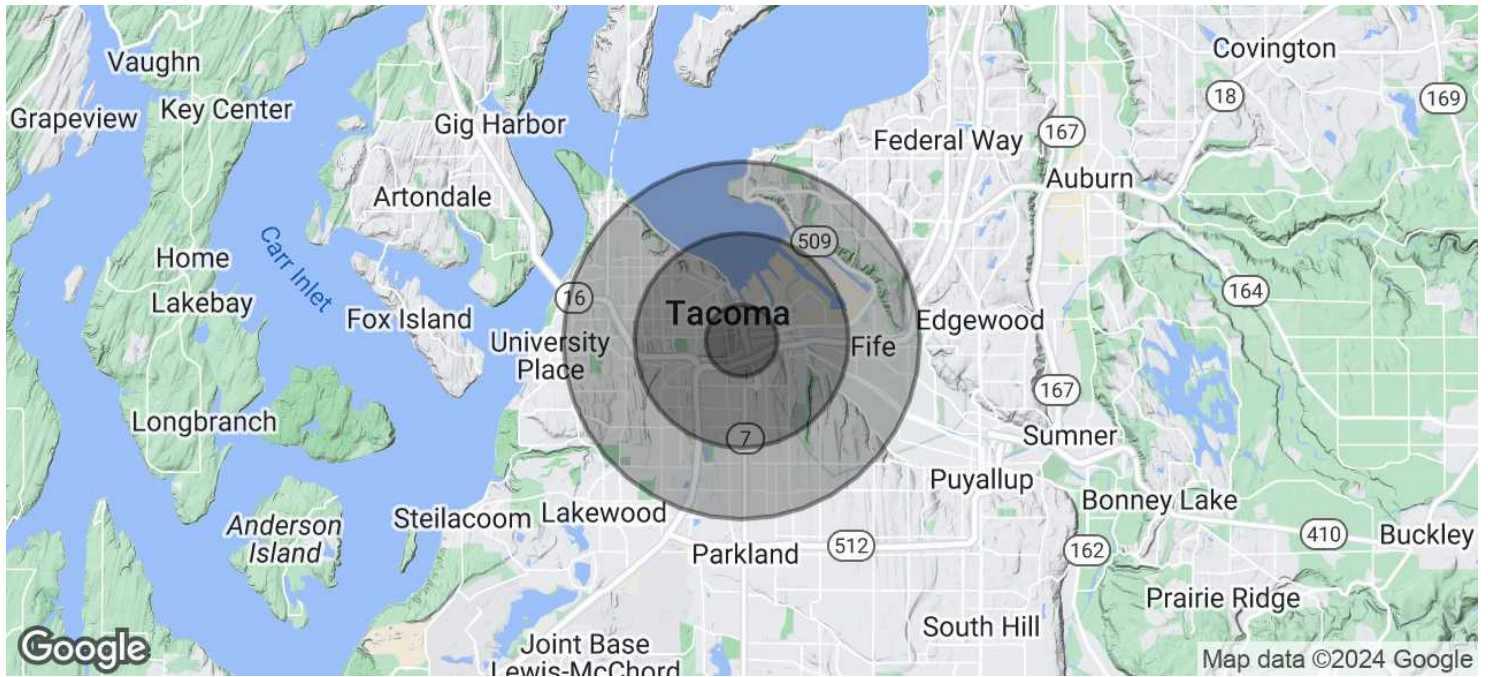 Covington
Vaughn
18
169
Key Center
Grapeview
Gig Harbor
167
Federal Way
Auburn
Artondale
509
Home
Carr Inlet
16
164
Lakebay
Tacoma
Fox Island
Edgewood
University
Place
Fife
167
Longbranch
7
Sumner
Puyallup
Bonney Lake
Anderson
Island
Steilacoom
Lakewood
410
Buckley
Parkland
512
162
Prairie Ridge
South Hill
Joint Base
Lewis-McChord
Google
Map data ©2024 Google